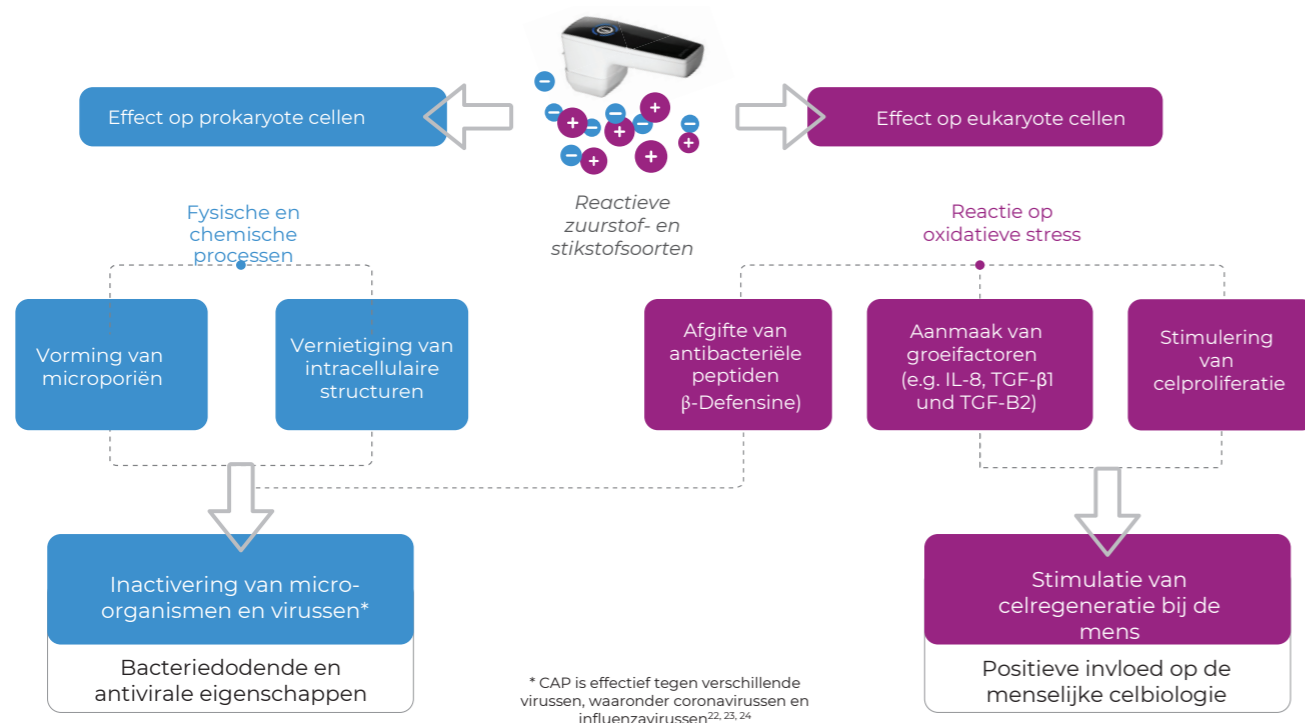 Effect op prokaryote cellen
Effect op eukaryote cellen
Reactieve
zuurstof- en
stikstofsoorten
Fysische en
chemische
processen
Reactie op
oxidatieve stress
Vorming van
microporiën
Vernietiging van
intracellulaire
structuren
Afgifte van
antibacteriële
peptiden
β-Defensine)
Aanmaak van
groeifactoren
(e.g. IL-8, TGF-β1
und TGF-B2)
Stimulering
van
celproliferatie
Inactivering van micro-
organismen en virussen*
Bacteriedodende en
antivirale eigenschappen
Stimulatie van
celregeneratie bij de
mens
Positieve invloed op de
menselijke celbiologie
* CAP is effectief tegen verschillende
virussen, waaronder coronavirussen en
influenzavirussen22, 23, 24